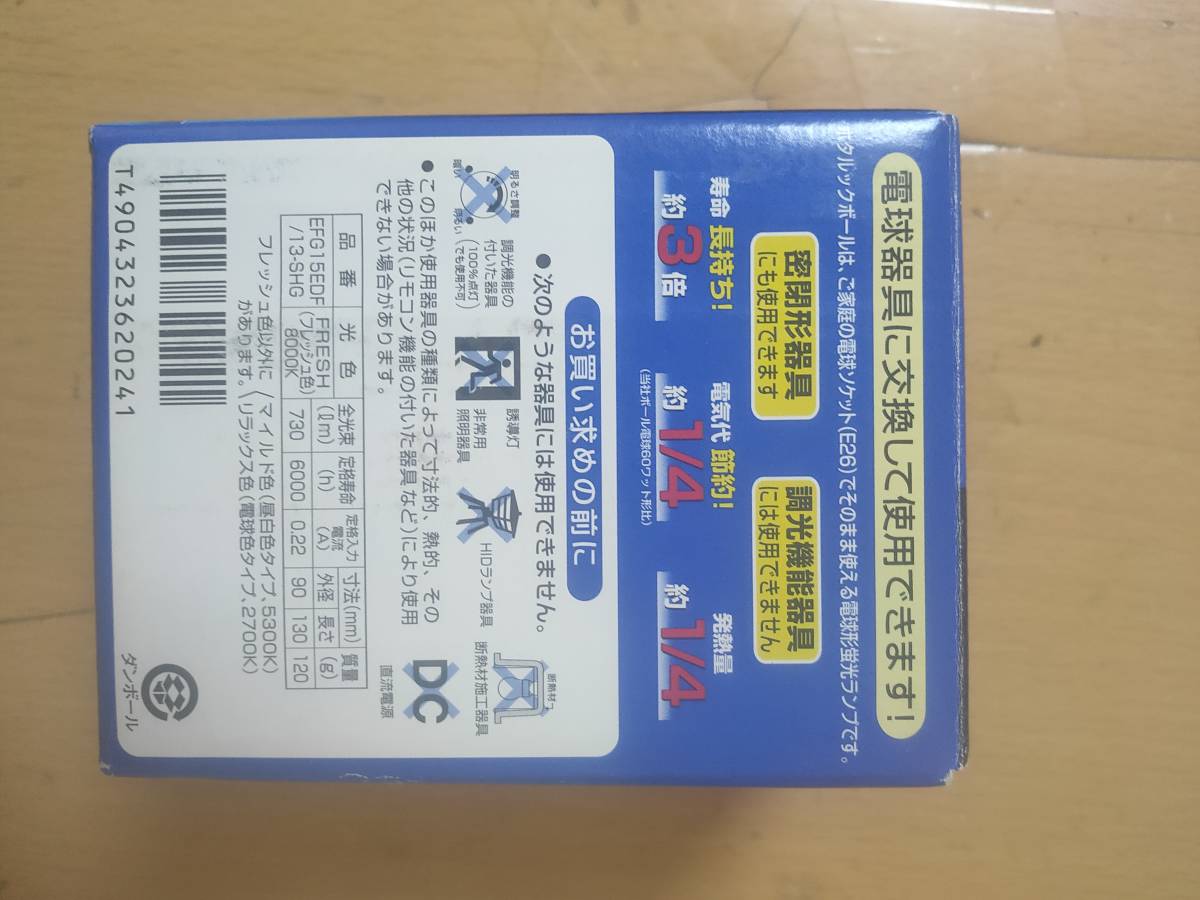 電球器具に交換して使用できます!
ホタルックボールは、ご家庭の電球ソケット(E26)でそのまま使える電球形蛍光ランプです。
密閉形器具
にも使用できます
調光機能器具
には使用できません
寿命 長持ち!
約3倍
電気代 節約!
約1/4
(当社ボール電球60ワット形比)
発熱量
約1/4
お買い求めの前に
●次のような器具には使用できません。
明るさ調整
暗い 明るい
調光機能の
付いた器具
(100%点灯
でも使用不可)
誘導灯
非常用
照明器具
HIDランプ器具
断熱材
断熱材施工器具
●このほか使用器具の種類によって寸法的、熱的、その
他の状況(リモコン機能の付いた器具など)により使用
できない場合があります。
DC
直流電源
品番 光色 全光束(ℓm) 定格寿命(h) 定格入力電流(A) 寸法(mm) 外径 長さ 質量(g)
EFG15EDF/13-SHG FRESH(フレッシュ色)8000K 730 6000 0.22 90 130 120
フレッシュ色以外に マイルド色(昼白色タイプ、5300K)
があります。 リラックス色(電球色タイプ、2700K)
T4904323620241
ダンボール